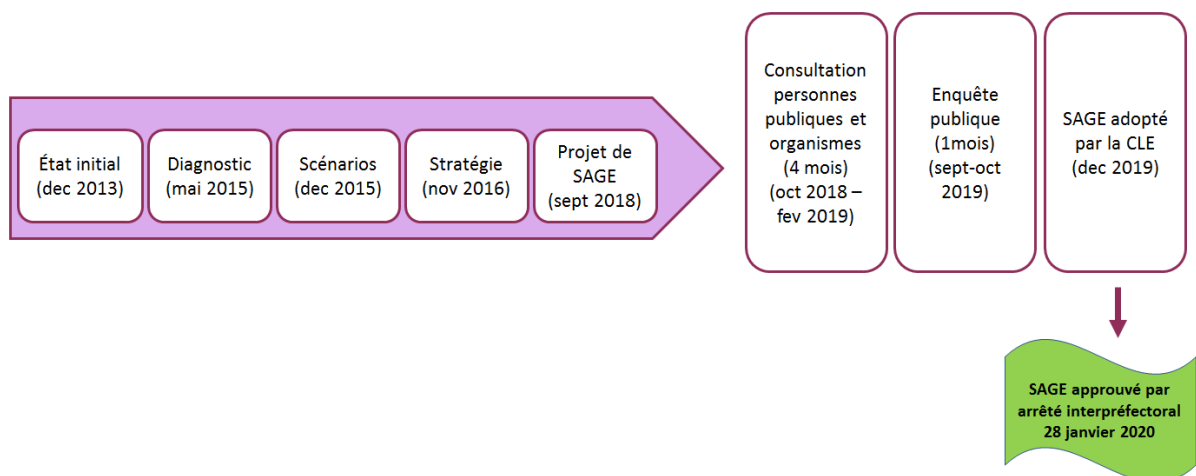 État initial
(dec 2013)
Diagnostic
(mai 2015)
Scénarios
(dec 2015)
Stratégie
(nov 2016)
Projet de
SAGE
(sept 2018)
Consultation
personnes
publiques et
organismes
(4 mois)
(oct 2018 –
fev 2019)
Enquête
publique
(1mois)
(sept-oct
2019)
SAGE adopté
par la CLE
(dec 2019)
SAGE approuvé par
arrêté interpréfectoral
28 janvier 2020